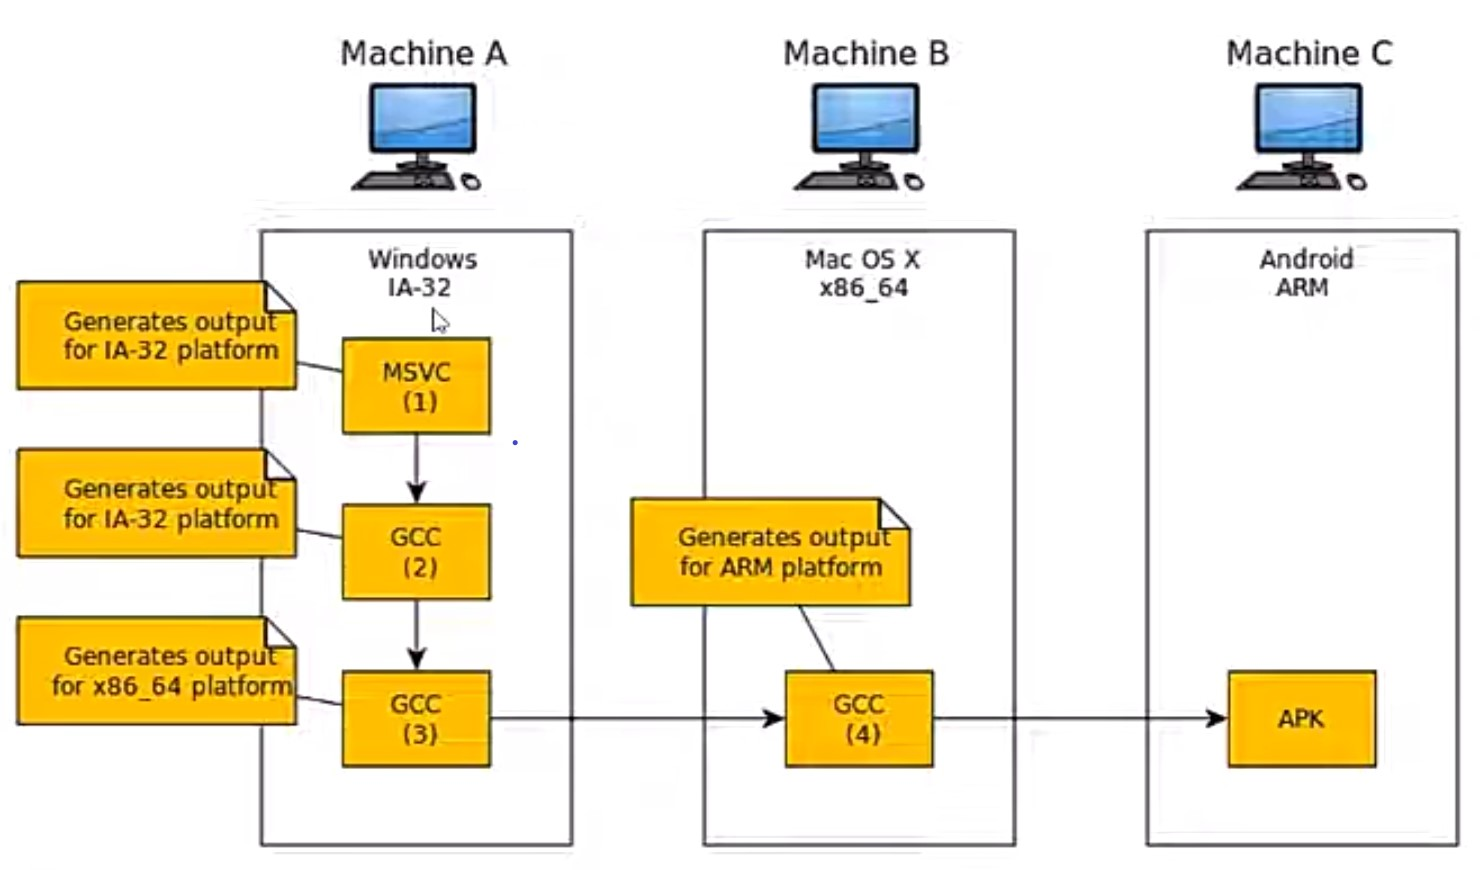 Machine A
Machine B
Machine C
Windows
IA-32
Mac OS X
x86_64
Android
ARM
Generates output
for IA-32 platform
MSVC
(1)
Generates output
for IA-32 platform
GCC
(2)
Generates output
for ARM platform
Generates output
for x86_64 platform
GCC
(3)
GCC
(4)
APK